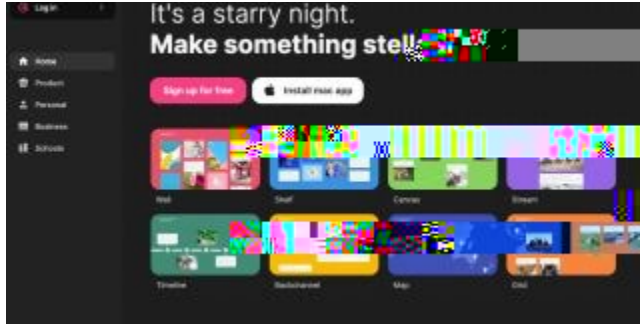 Log in
It's a starry night.
Make something stell
Home
Product
Personal
Business
Schools
Sign up for free
Install mac app
Wall
Shelf
Canvas
Stream
Timeline
Backchannel
Map
Grid